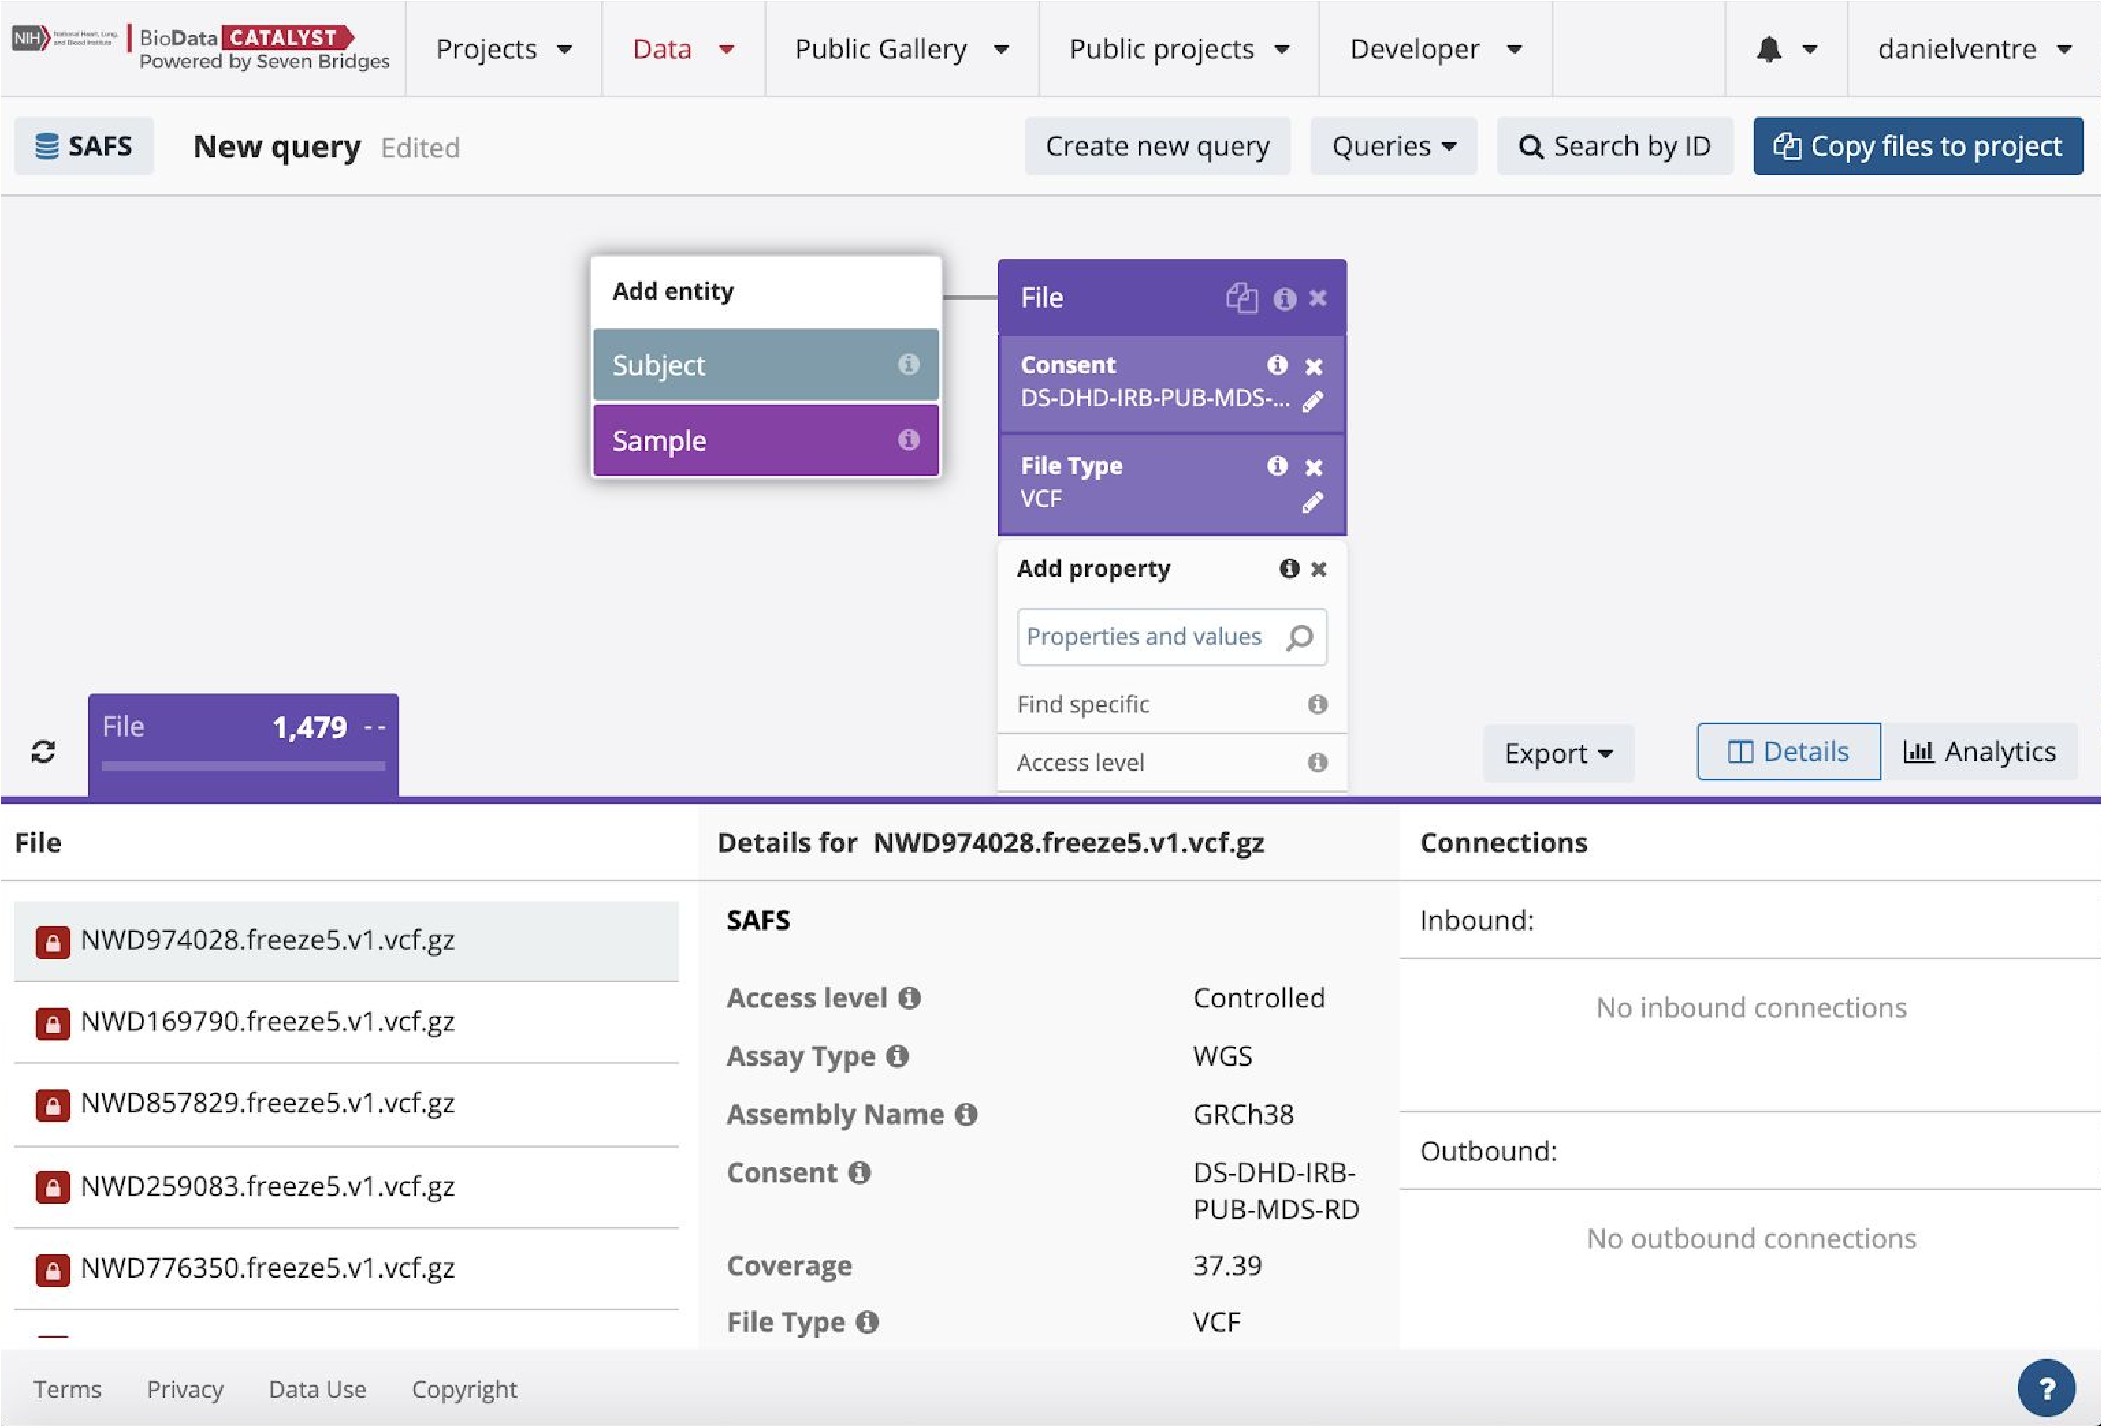 NIH National Heart, Lung, and Blood Institute
BioData CATALYST
Powered by Seven Bridges
Projects
Data
Public Gallery
Public projects
Developer
danielventre
SAFS
New query Edited
Create new query
Queries
Search by ID
Copy files to project
Add entity
Subject
Sample
File
Consent
DS-DHD-IRB-PUB-MDS-...
File Type
VCF
Add property
Properties and values
Find specific
Access level
File 1,479 --
Export
Details
Analytics
File
NWD974028.freeze5.v1.vcf.gz
NWD169790.freeze5.v1.vcf.gz
NWD857829.freeze5.v1.vcf.gz
NWD259083.freeze5.v1.vcf.gz
NWD776350.freeze5.v1.vcf.gz
Details for NWD974028.freeze5.v1.vcf.gz
SAFS
Access level Controlled
Assay Type WGS
Assembly Name GRCh38
Consent DS-DHD-IRB-
PUB-MDS-RD
Coverage 37.39
File Type VCF
Connections
Inbound:
No inbound connections
Outbound:
No outbound connections
Terms
Privacy
Data Use
Copyright
?